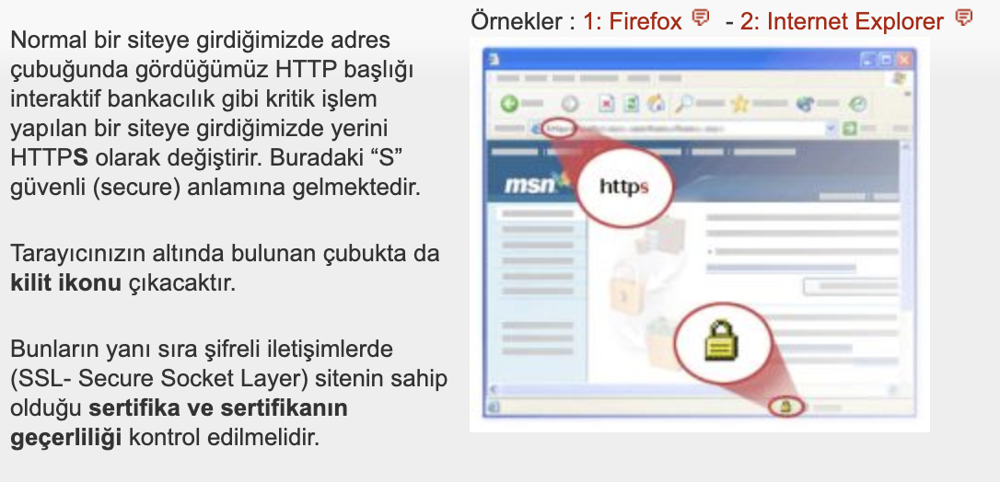 Örnekler : 1: Firefox - 2: Internet Explorer
Normal bir siteye girdiğimizde adres
çubuğunda gördüğümüz HTTP başlığı
interaktif bankacılık gibi kritik işlem
yapılan bir siteye girdiğimizde yerini
HTTPS olarak değiştirir. Buradaki “S”
güvenli (secure) anlamına gelmektedir.
Tarayıcınızın altında bulunan çubukta da
kilit ikonu çıkacaktır.
Bunların yanı sıra şifreli iletişimlerde
(SSL- Secure Socket Layer) sitenin sahip
olduğu sertifika ve sertifikanın
geçerliliği kontrol edilmelidir.
msn
https